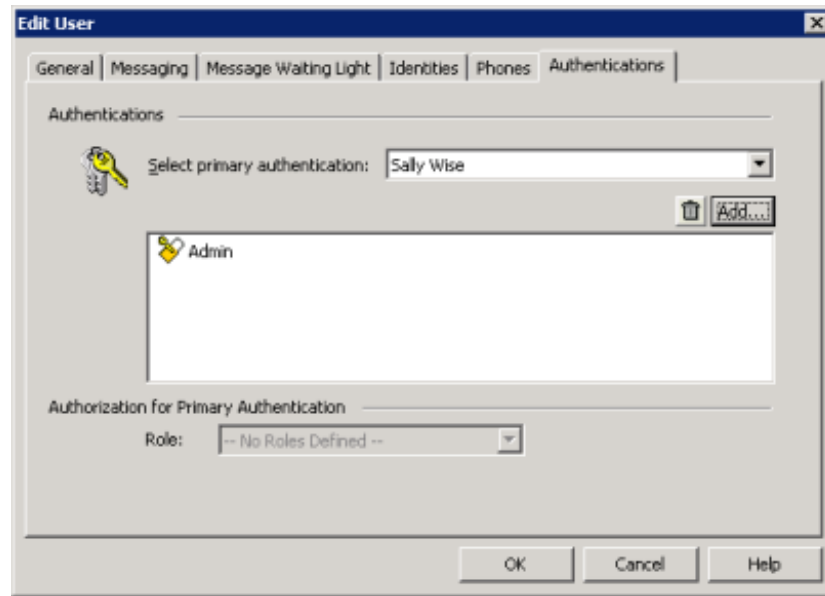 Edit User
General Messaging Message Waiting Light Identities Phones Authentications
Authentications
Select primary authentication: Sally Wise
Add...
Admin
Authorization for Primary Authentication
Role: -- No Roles Defined --
OK Cancel Help